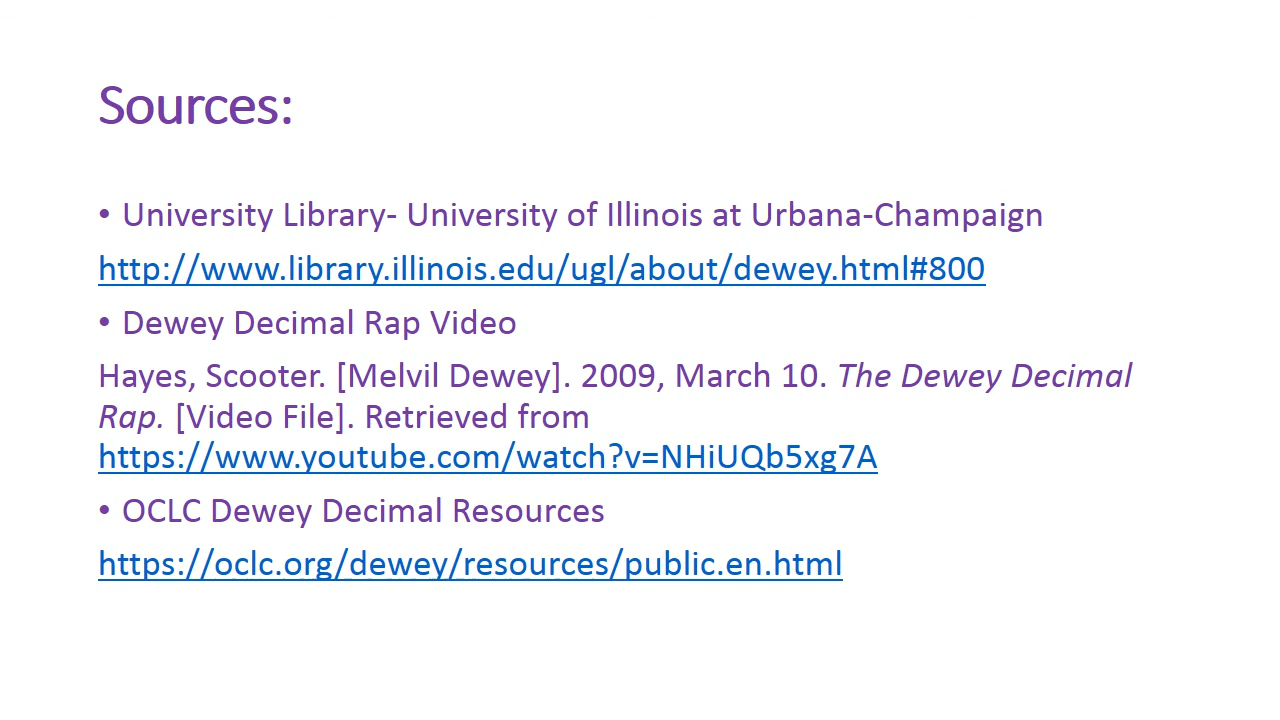 Sources:
• University Library- University of Illinois at Urbana-Champaign
http://www.library.illinois.edu/ugl/about/dewey.html#800
• Dewey Decimal Rap Video
Hayes, Scooter. [Melvil Dewey]. 2009, March 10. The Dewey Decimal
Rap. [Video File]. Retrieved from
https://www.youtube.com/watch?v=NHiUQb5xg7A
• OCLC Dewey Decimal Resources
https://oclc.org/dewey/resources/public.en.html